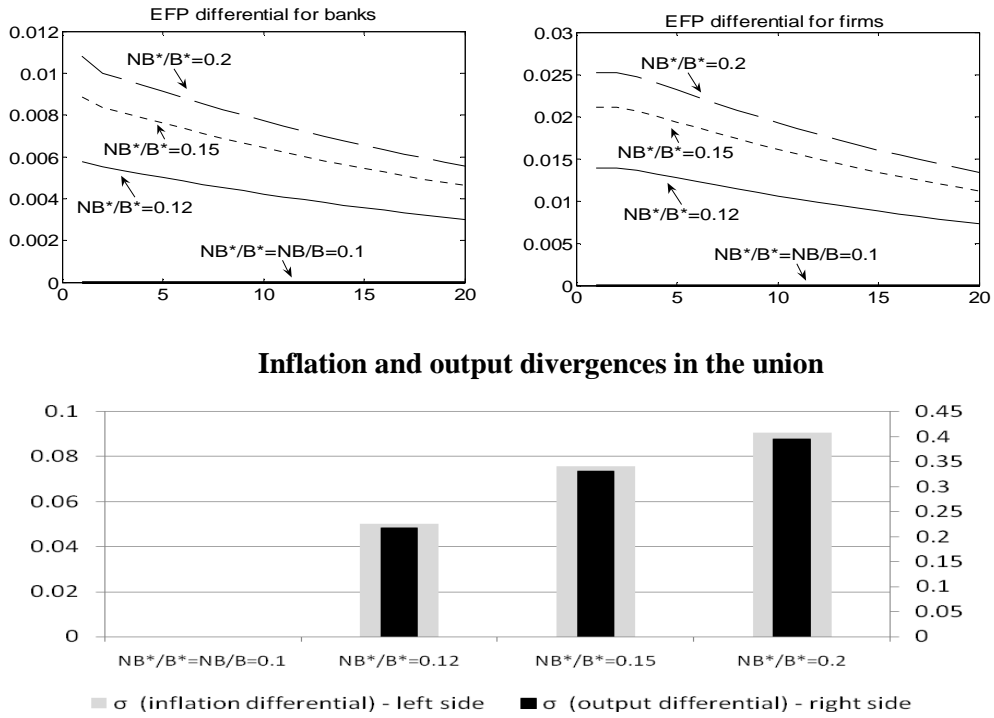 EFP differential for banks
0.012
0.01
0.008
0.006
0.004
0.002
0
NB*/B*=0.2
NB*/B*=0.15
NB*/B*=0.12
NB*/B*=NB/B=0.1
0 5 10 15 20
EFP differential for firms
0.03
0.025
0.02
0.015
0.01
0.005
0
NB*/B*=0.2
NB*/B*=0.15
NB*/B*=0.12
NB*/B*=NB/B=0.1
0 5 10 15 20
Inflation and output divergences in the union
0.1
0.08
0.06
0.04
0.02
0
0.45
0.4
0.35
0.3
0.25
0.2
0.15
0.1
0.05
0
NB*/B*=NB/B=0.1 NB*/B*=0.12 NB*/B*=0.15 NB*/B*=0.2
σ (inflation differential) - left side σ (output differential) - right side